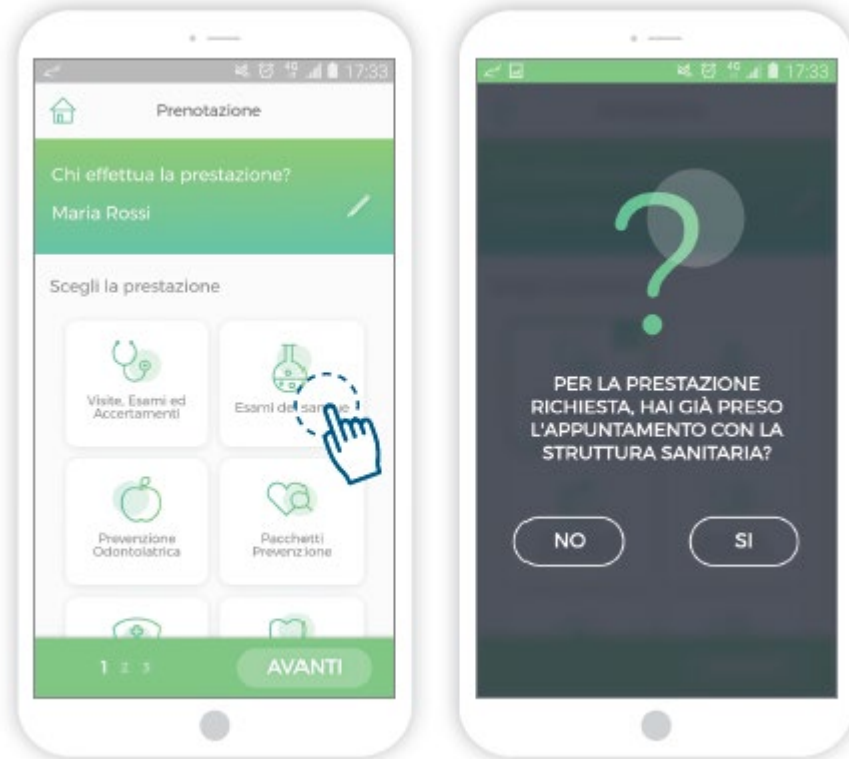 4G 17:33
Prenotazione
Chi effettua la prestazione?
Maria Rossi
Scegli la prestazione
Visite, Esami ed
Accertamenti
Esami del sangue
Prevenzione
Odontoiatrica
Pacchetti
Prevenzione
1 2 3
AVANTI
4G 17:33
PER LA PRESTAZIONE
RICHIESTA, HAI GIÀ PRESO
L'APPUNTAMENTO CON LA
STRUTTURA SANITARIA?
NO
SI